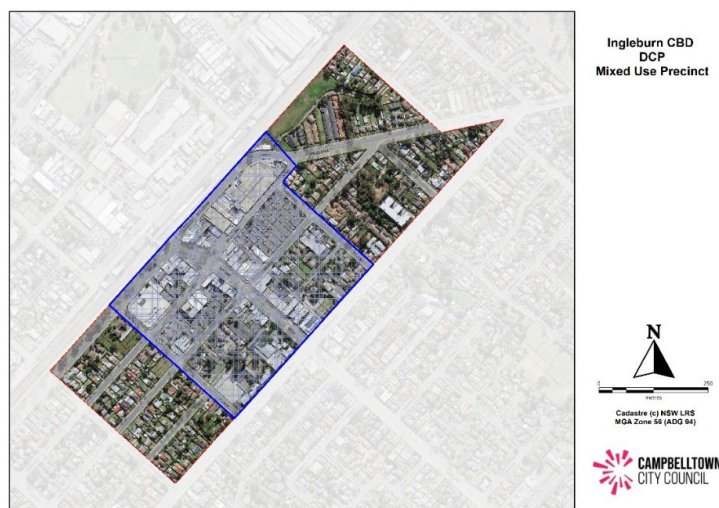 Ingleburn CBD
DCP
Mixed Use Precinct
N
0
250
metres
Cadastre (c) NSW LRS
MGA Zone 56 (ADG 94)
CAMPBELLTOWN
CITY COUNCIL